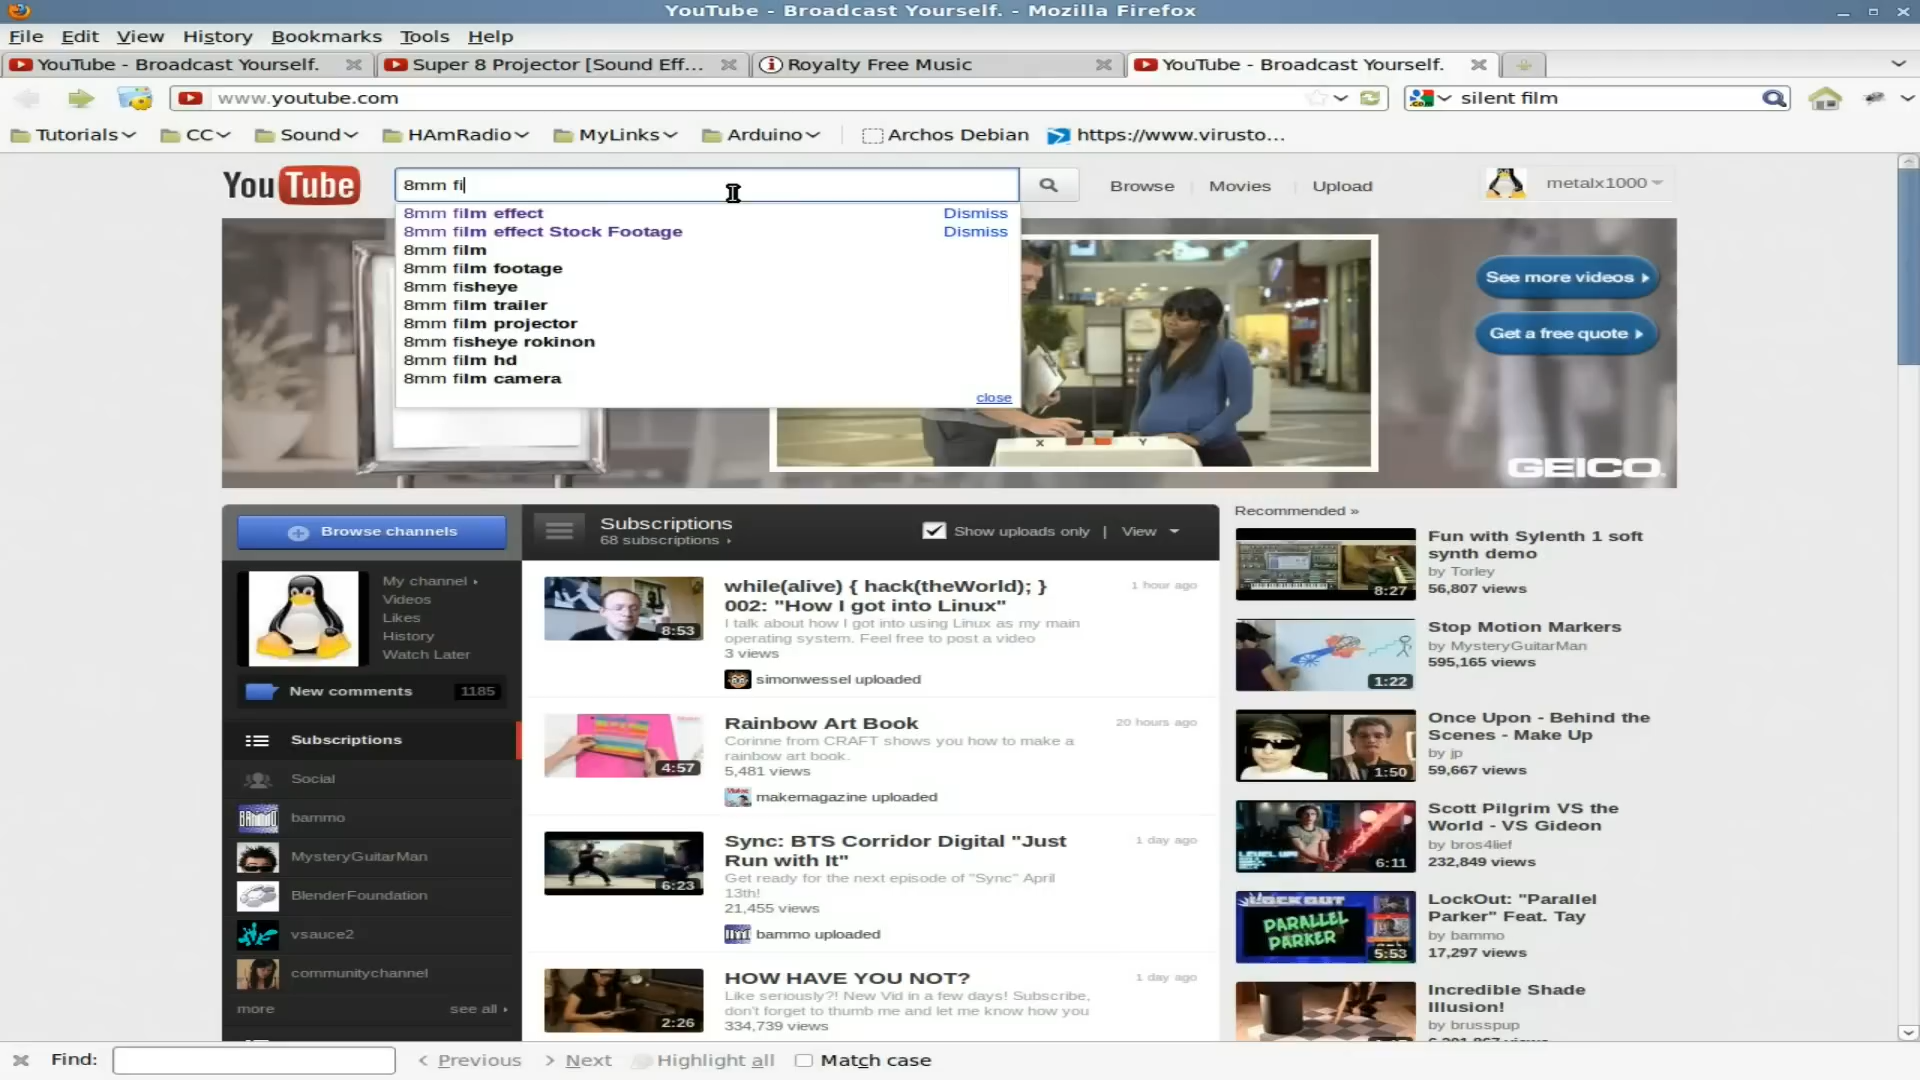 YouTube - Broadcast Yourself. - Mozilla Firefox
File Edit View History Bookmarks Tools Help
YouTube - Broadcast Yourself. Super 8 Projector [Sound Eff... Royalty Free Music YouTube - Broadcast Yourself.
www.youtube.com silent film
Tutorials CC Sound HAmRadio MyLinks Arduino Archos Debian https://www.virusto...
YouTube 8mm fi Browse Movies Upload metalx1000
8mm film effect Dismiss
8mm film effect Stock Footage Dismiss
8mm film
8mm film footage
8mm fisheye
8mm film trailer
8mm film projector
8mm fisheye rokinon
8mm film hd
8mm film camera
close
See more videos
Get a free quote
X Y
GEICO.
Browse channels
My channel
Videos
Likes
History
Watch Later
New comments 1185
Subscriptions
Social
bammo
MysteryGuitarMan
BlenderFoundation
vsauce2
communitychannel
more see all
Subscriptions
68 subscriptions
Show uploads only | View
while(alive) { hack(theWorld); } 1 hour ago
002: "How I got into Linux"
I talk about how I got into using Linux as my main
operating system. Feel free to post a video
3 views
8:53
simonwessel uploaded
Rainbow Art Book 20 hours ago
Corinne from CRAFT shows you how to make a
rainbow art book.
5,481 views
4:57
makemagazine uploaded
Sync: BTS Corridor Digital "Just 1 day ago
Run with It"
Get ready for the next episode of "Sync" April
13th!
21,455 views
6:23
bammo uploaded
HOW HAVE YOU NOT? 1 day ago
Like seriously?! New Vid in a few days! Subscribe,
don't forget to thumb me and let me know how you
334,739 views
2:26
Recommended »
Fun with Sylenth 1 soft
synth demo
by Torley
56,807 views
8:27
Stop Motion Markers
by MysteryGuitarMan
595,165 views
1:22
Once Upon - Behind the
Scenes - Make Up
by jp
59,667 views
1:50
Scott Pilgrim VS the
World - VS Gideon
by bros4lief
232,849 views
LEVEL UP!
6:11
LockOut: "Parallel
Parker" Feat. Tay
by bammo
17,297 views
LOCKOUT
PARALLEL
PARKER
5:53
Incredible Shade
Illusion!
by brusspup
Find: Previous Next Highlight all Match case